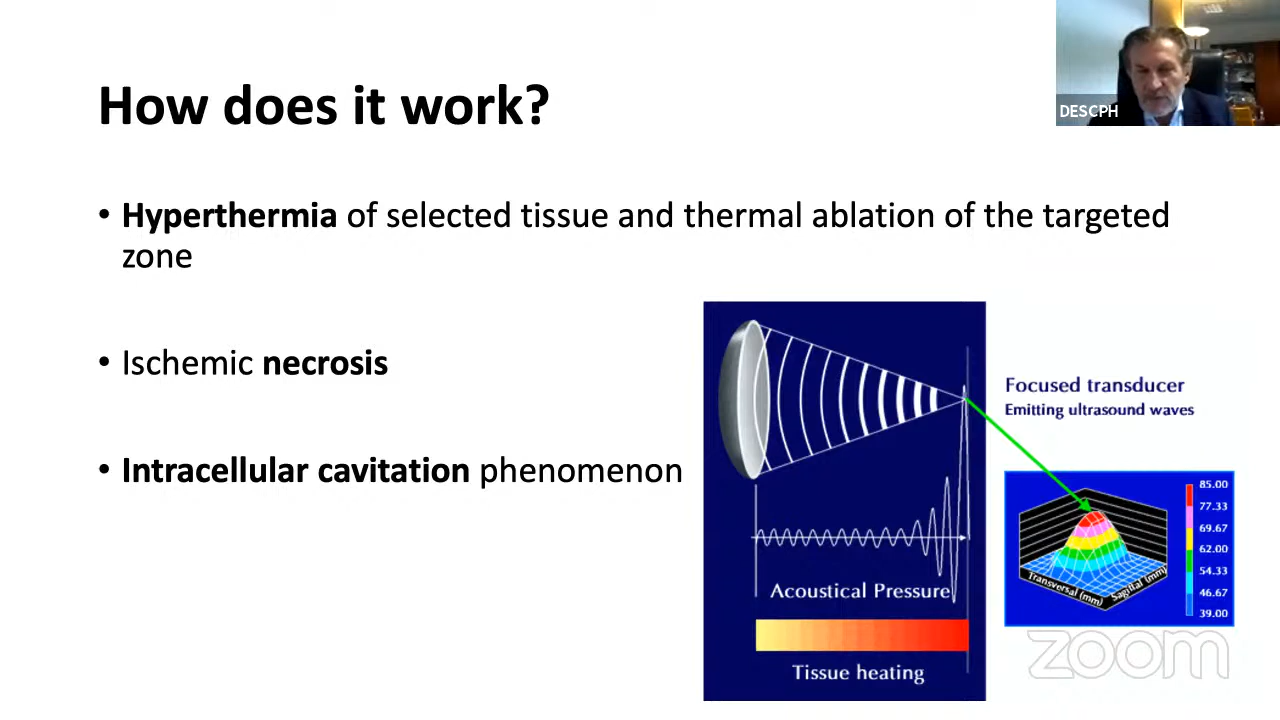 How does it work?
DESCPH
• Hyperthermia of selected tissue and thermal ablation of the targeted
zone
• Ischemic necrosis
• Intracellular cavitation phenomenon
Focused transducer
Emitting ultrasound waves
Acoustical Pressure
Tissue heating
85.00
77.33
69.67
62.00
54.33
46.67
39.00
Transversal (mm)
Sagital (mm)
zoom